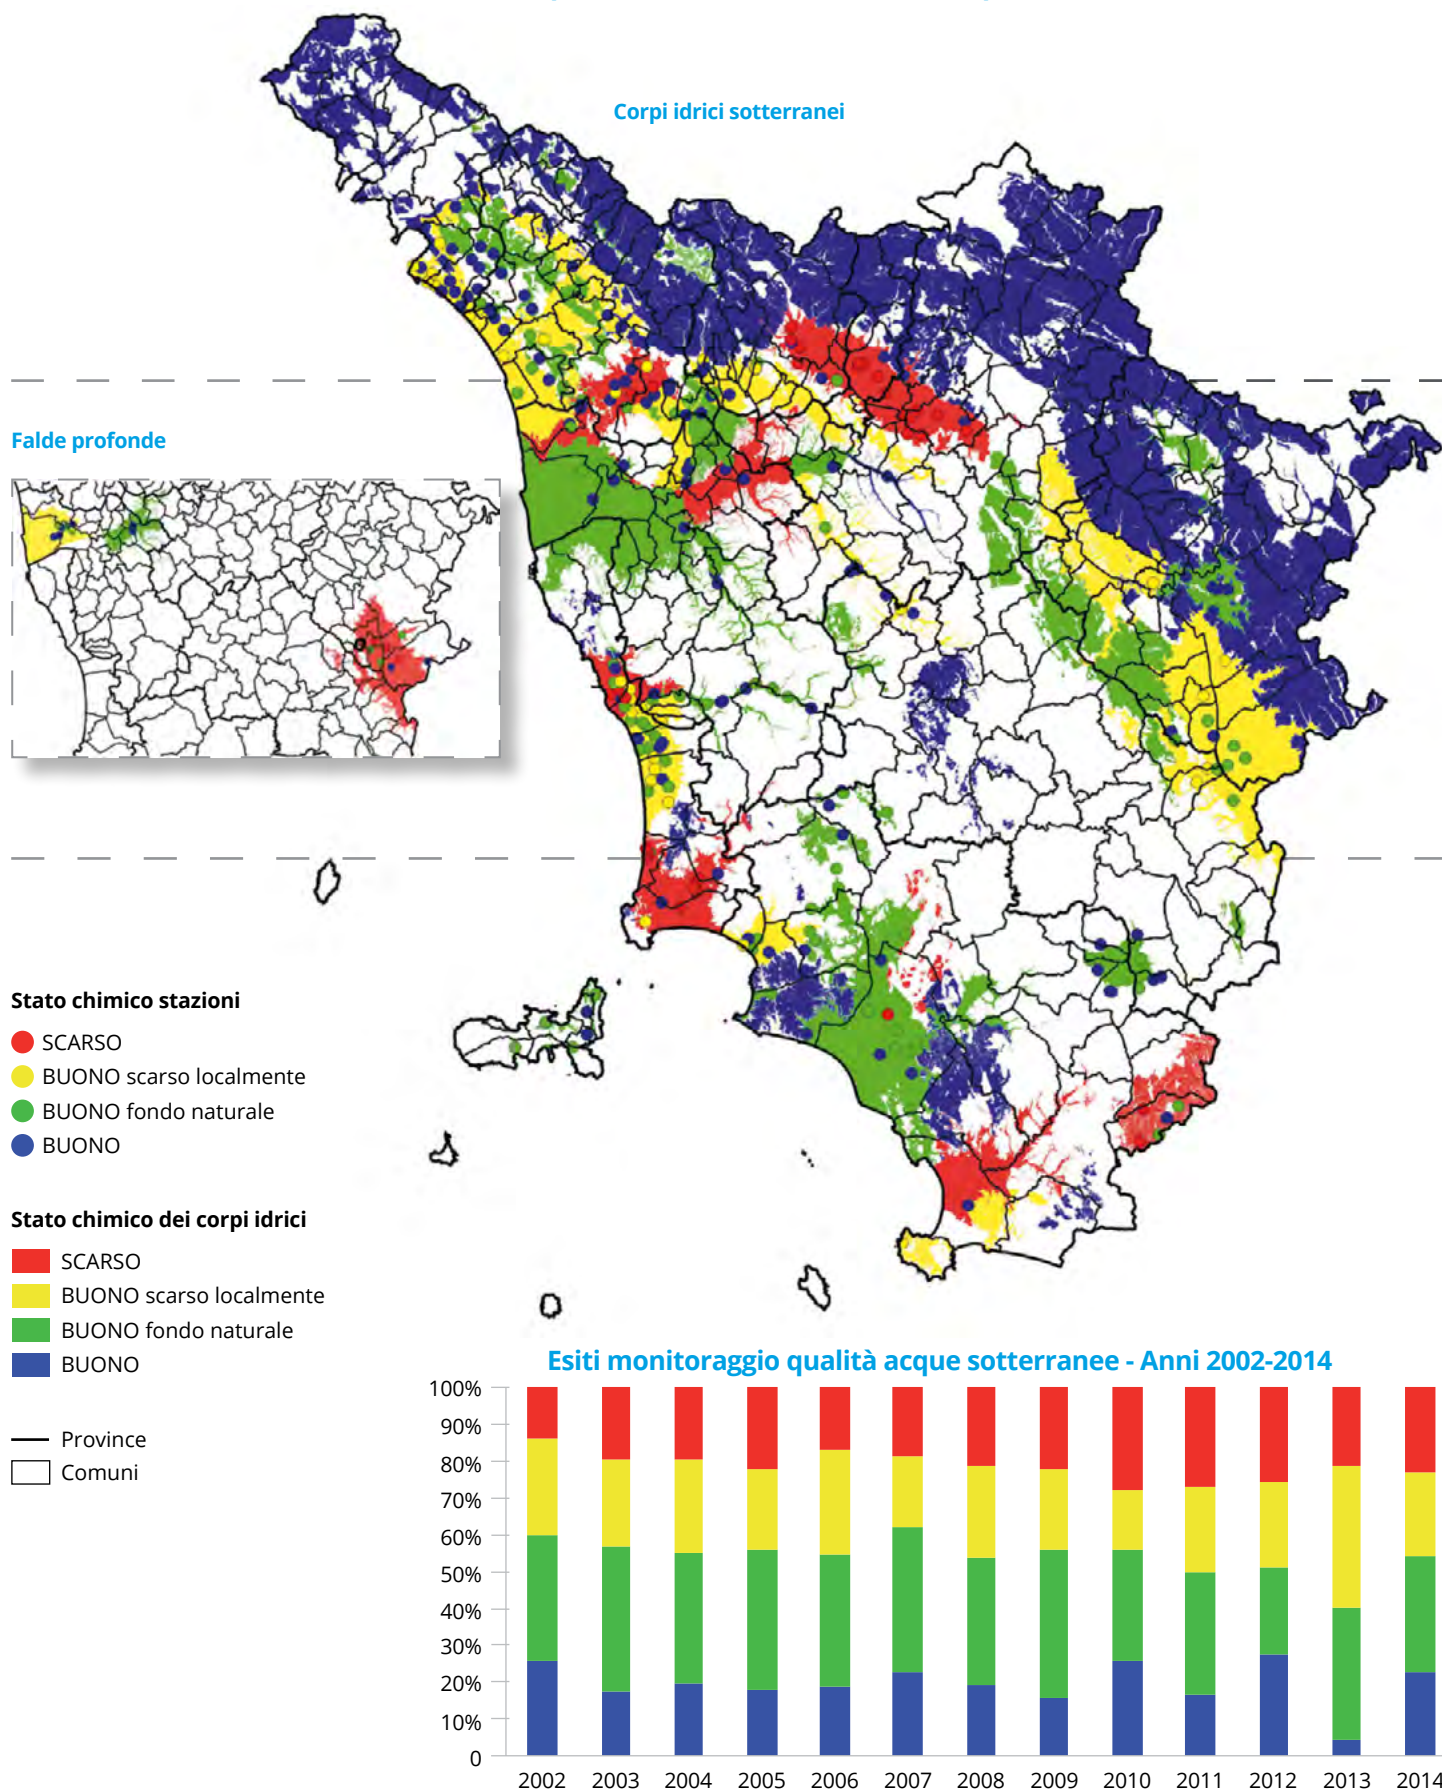 Corpi idrici sotterranei
Falde profonde
Stato chimico stazioni
SCARSO
BUONO scarso localmente
BUONO fondo naturale
BUONO
Stato chimico dei corpi idrici
SCARSO
BUONO scarso localmente
BUONO fondo naturale
BUONO
Province
Comuni
Esiti monitoraggio qualità acque sotterranee - Anni 2002-2014
100%
90%
80%
70%
60%
50%
40%
30%
20%
10%
0
2002 2003 2004 2005 2006 2007 2008 2009 2010 2011 2012 2013 2014